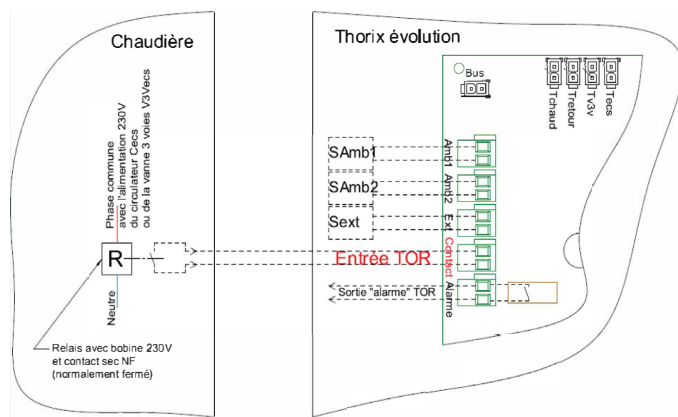 Chaudière
Phase commune
avec l'alimentation 230V
du circulateur Cecs
ou de la vanne 3 voies V3Vecs
R
Neutre
Relais avec bobine 230V
et contact sec NF
(normalement fermé)
Thorix évolution
Bus
Tchaud
Tretour
Tv3v
Tecs
SAmb1
Amb1
SAmb2
Amb2
Sext
Ext
Entrée TOR
Contact
Sortie "alarme" TOR
Alarme